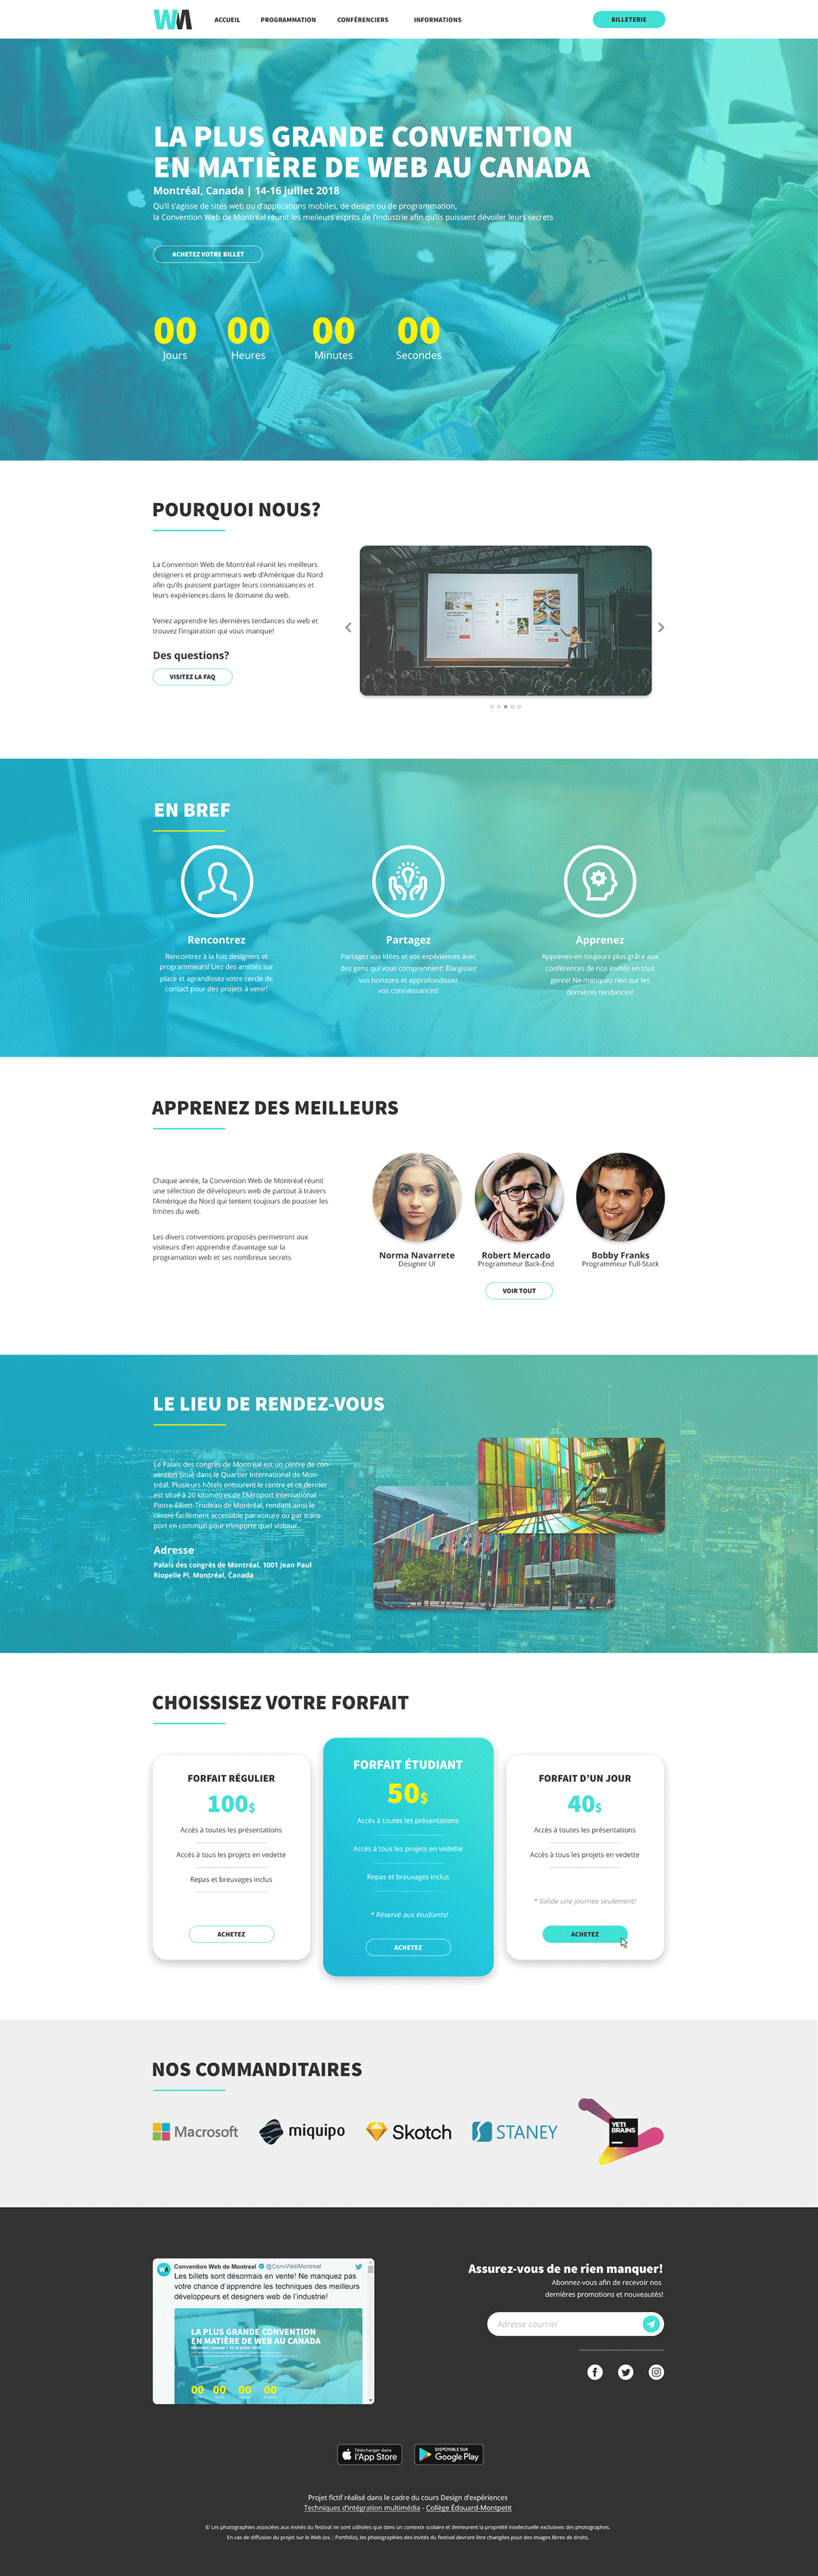 WA ACCUEIL PROGRAMMATION CONFÉRENCIERS INFORMATIONS BILLETERIE
LA PLUS GRANDE CONVENTION
EN MATIÈRE DE WEB AU CANADA
Montréal, Canada | 14-16 juillet 2018
Qu'il s'agisse de sites web ou d'applications mobiles, de design ou de programmation,
la Convention Web de Montréal réunit les meileurs esprits de l'industrie afin qu'ils puissent dévoiler leurs secrets
ACHETEZ VOTRE BILLET
00 00 00 00
Jours Heures Minutes Secondes
POURQUOI NOUS?
La Convention Web de Montréal réunit les meilleurs
designers et programmeurs web d'Amérique du Nord
afin qu'ils puissent partager leurs connaissances et
leurs expériences dans le domaine du web.
Venez apprendre les dernières tendances du web et
trouvez l'inspiration qui vous manque!
Des questions?
VISITEZ LA FAQ
EN BREF
Rencontrez
Rencontrez à la fois designers et
programmeurs! Liez des amitiés sur
place et agrandissez votre cercle de
contact pour des projets à venir!
Partagez
Partagez vos idées et vos expériences avec
des gens qui vous comprennent! Élargissez
vos horizons et approfondissez
vos connaissances!
Apprenez
Apprenez-en toujours plus grâce aux
conférences de nos invités en tout
genre! Ne manquez rien sur les
dernières tendances!
APPRENEZ DES MEILLEURS
Chaque année, la Convention Web de Montréal réunit
une sélection de dévelopeurs web de partout à travers
l'Amérique du Nord qui tentent toujours de pousser les
limites du web.
Les divers conventions proposés permetront aux
visiteurs d'en apprendre d'avantage sur la
programation web et ses nombreux secrets
Norma Navarrete
Designer UI
Robert Mercado
Programmeur Back-End
Bobby Franks
Programmeur Full-Stack
VOIR TOUT
LE LIEU DE RENDEZ-VOUS
Le Palais des congrès de Montréal est un centre de con-
vention situé dans le Quartier International de Mon-
tréal. Plusieurs hôtels entourent le centre et ce dernier
est situé à 20 kilomètres de l'Aéroport international
Pierre-Elliott-Trudeau de Montréal, rendant ainsi le
centre facilement accessible par voiture ou par trans-
port en commun pour n'importe quel visiteur.
Adresse
Palais des congrès de Montréal, 1001 Jean Paul
Riopelle Pl, Montréal, Canada
CHOISSISEZ VOTRE FORFAIT
FORFAIT RÉGULIER
100$
Accès à toutes les présentations
Accès à tous les projets en vedette
Repas et breuvages inclus
ACHETEZ
FORFAIT ÉTUDIANT
50$
Accès à toutes les présentations
Accès à tous les projets en vedette
Repas et breuvages inclus
* Réservé aux étudiants!
ACHETEZ
FORFAIT D'UN JOUR
40$
Accès à toutes les présentations
Accès à tous les projets en vedette
* Valide une journée seulement!
ACHETEZ
NOS COMMANDITAIRES
Macrosoft miquipo Skotch STANEY YETI
BRAINS
Convention Web de Montreal @ConvWebMontreal
Les billets sont désormais en vente! Ne manquez pas
votre chance d'apprendre les techniques des meilleurs
développeurs et designers web de l'industrie!
LA PLUS GRANDE CONVENTION
EN MATIÈRE DE WEB AU CANADA
Montréal, Canada | 14-16 juillet 2018
00 00 00 00
Assurez-vous de ne rien manquer!
Abonnez-vous afin de recevoir nos
dernières promotions et nouveautés!
Adresse courriel
Télécharger dans
l'App Store
DISPONIBLE SUR
Google Play
Projet fictif réalisé dans le cadre du cours Design d'expériences
Techniques d'intégration multimédia - Collège Édouard-Montpetit
© Les photographies associées aux invités du festival ne sont utilisées que dans un contexte scolaire et demeurent la propriété intellectuelle exclusives des photographes.
En cas de diffusion du projet sur le Web (ex. : Portfolio), les photographies des invités du festival devront être changées pour des images libres de droits.